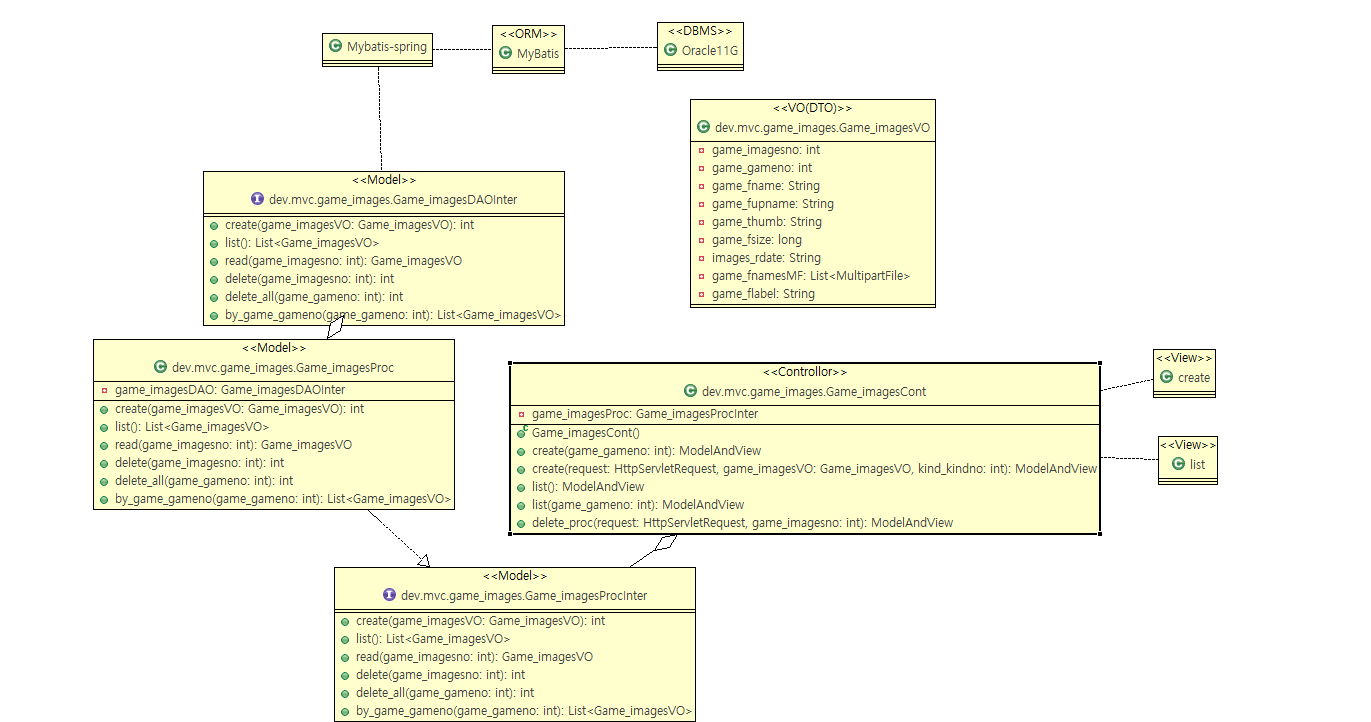 Mybatis-spring
<<ORM>>
MyBatis
<<DBMS>>
Oracle11G
<<VO(DTO)>>
dev.mvc.game_images.Game_imagesVO
game_imagesno: int
game_gameno: int
game_fname: String
game_fupname: String
game_thumb: String
game_fsize: long
images_rdate: String
game_fnamesMF: List<MultipartFile>
game_flabel: String
<<Model>>
dev.mvc.game_images.Game_imagesDAOInter
create(game_imagesVO: Game_imagesVO): int
list(): List<Game_imagesVO>
read(game_imagesno: int): Game_imagesVO
delete(game_imagesno: int): int
delete_all(game_gameno: int): int
by_game_gameno(game_gameno: int): List<Game_imagesVO>
<<Model>>
dev.mvc.game_images.Game_imagesProc
game_imagesDAO: Game_imagesDAOInter
create(game_imagesVO: Game_imagesVO): int
list(): List<Game_imagesVO>
read(game_imagesno: int): Game_imagesVO
delete(game_imagesno: int): int
delete_all(game_gameno: int): int
by_game_gameno(game_gameno: int): List<Game_imagesVO>
<<Controllor>>
dev.mvc.game_images.Game_imagesCont
game_imagesProc: Game_imagesProcInter
Game_imagesCont()
create(game_gameno: int): ModelAndView
create(request: HttpServletRequest, game_imagesVO: Game_imagesVO, kind_kindno: int): ModelAndView
list(): ModelAndView
list(game_gameno: int): ModelAndView
delete_proc(request: HttpServletRequest, game_imagesno: int): ModelAndView
<<View>>
create
<<View>>
list
<<Model>>
dev.mvc.game_images.Game_imagesProcInter
create(game_imagesVO: Game_imagesVO): int
list(): List<Game_imagesVO>
read(game_imagesno: int): Game_imagesVO
delete(game_imagesno: int): int
delete_all(game_gameno: int): int
by_game_gameno(game_gameno: int): List<Game_imagesVO>